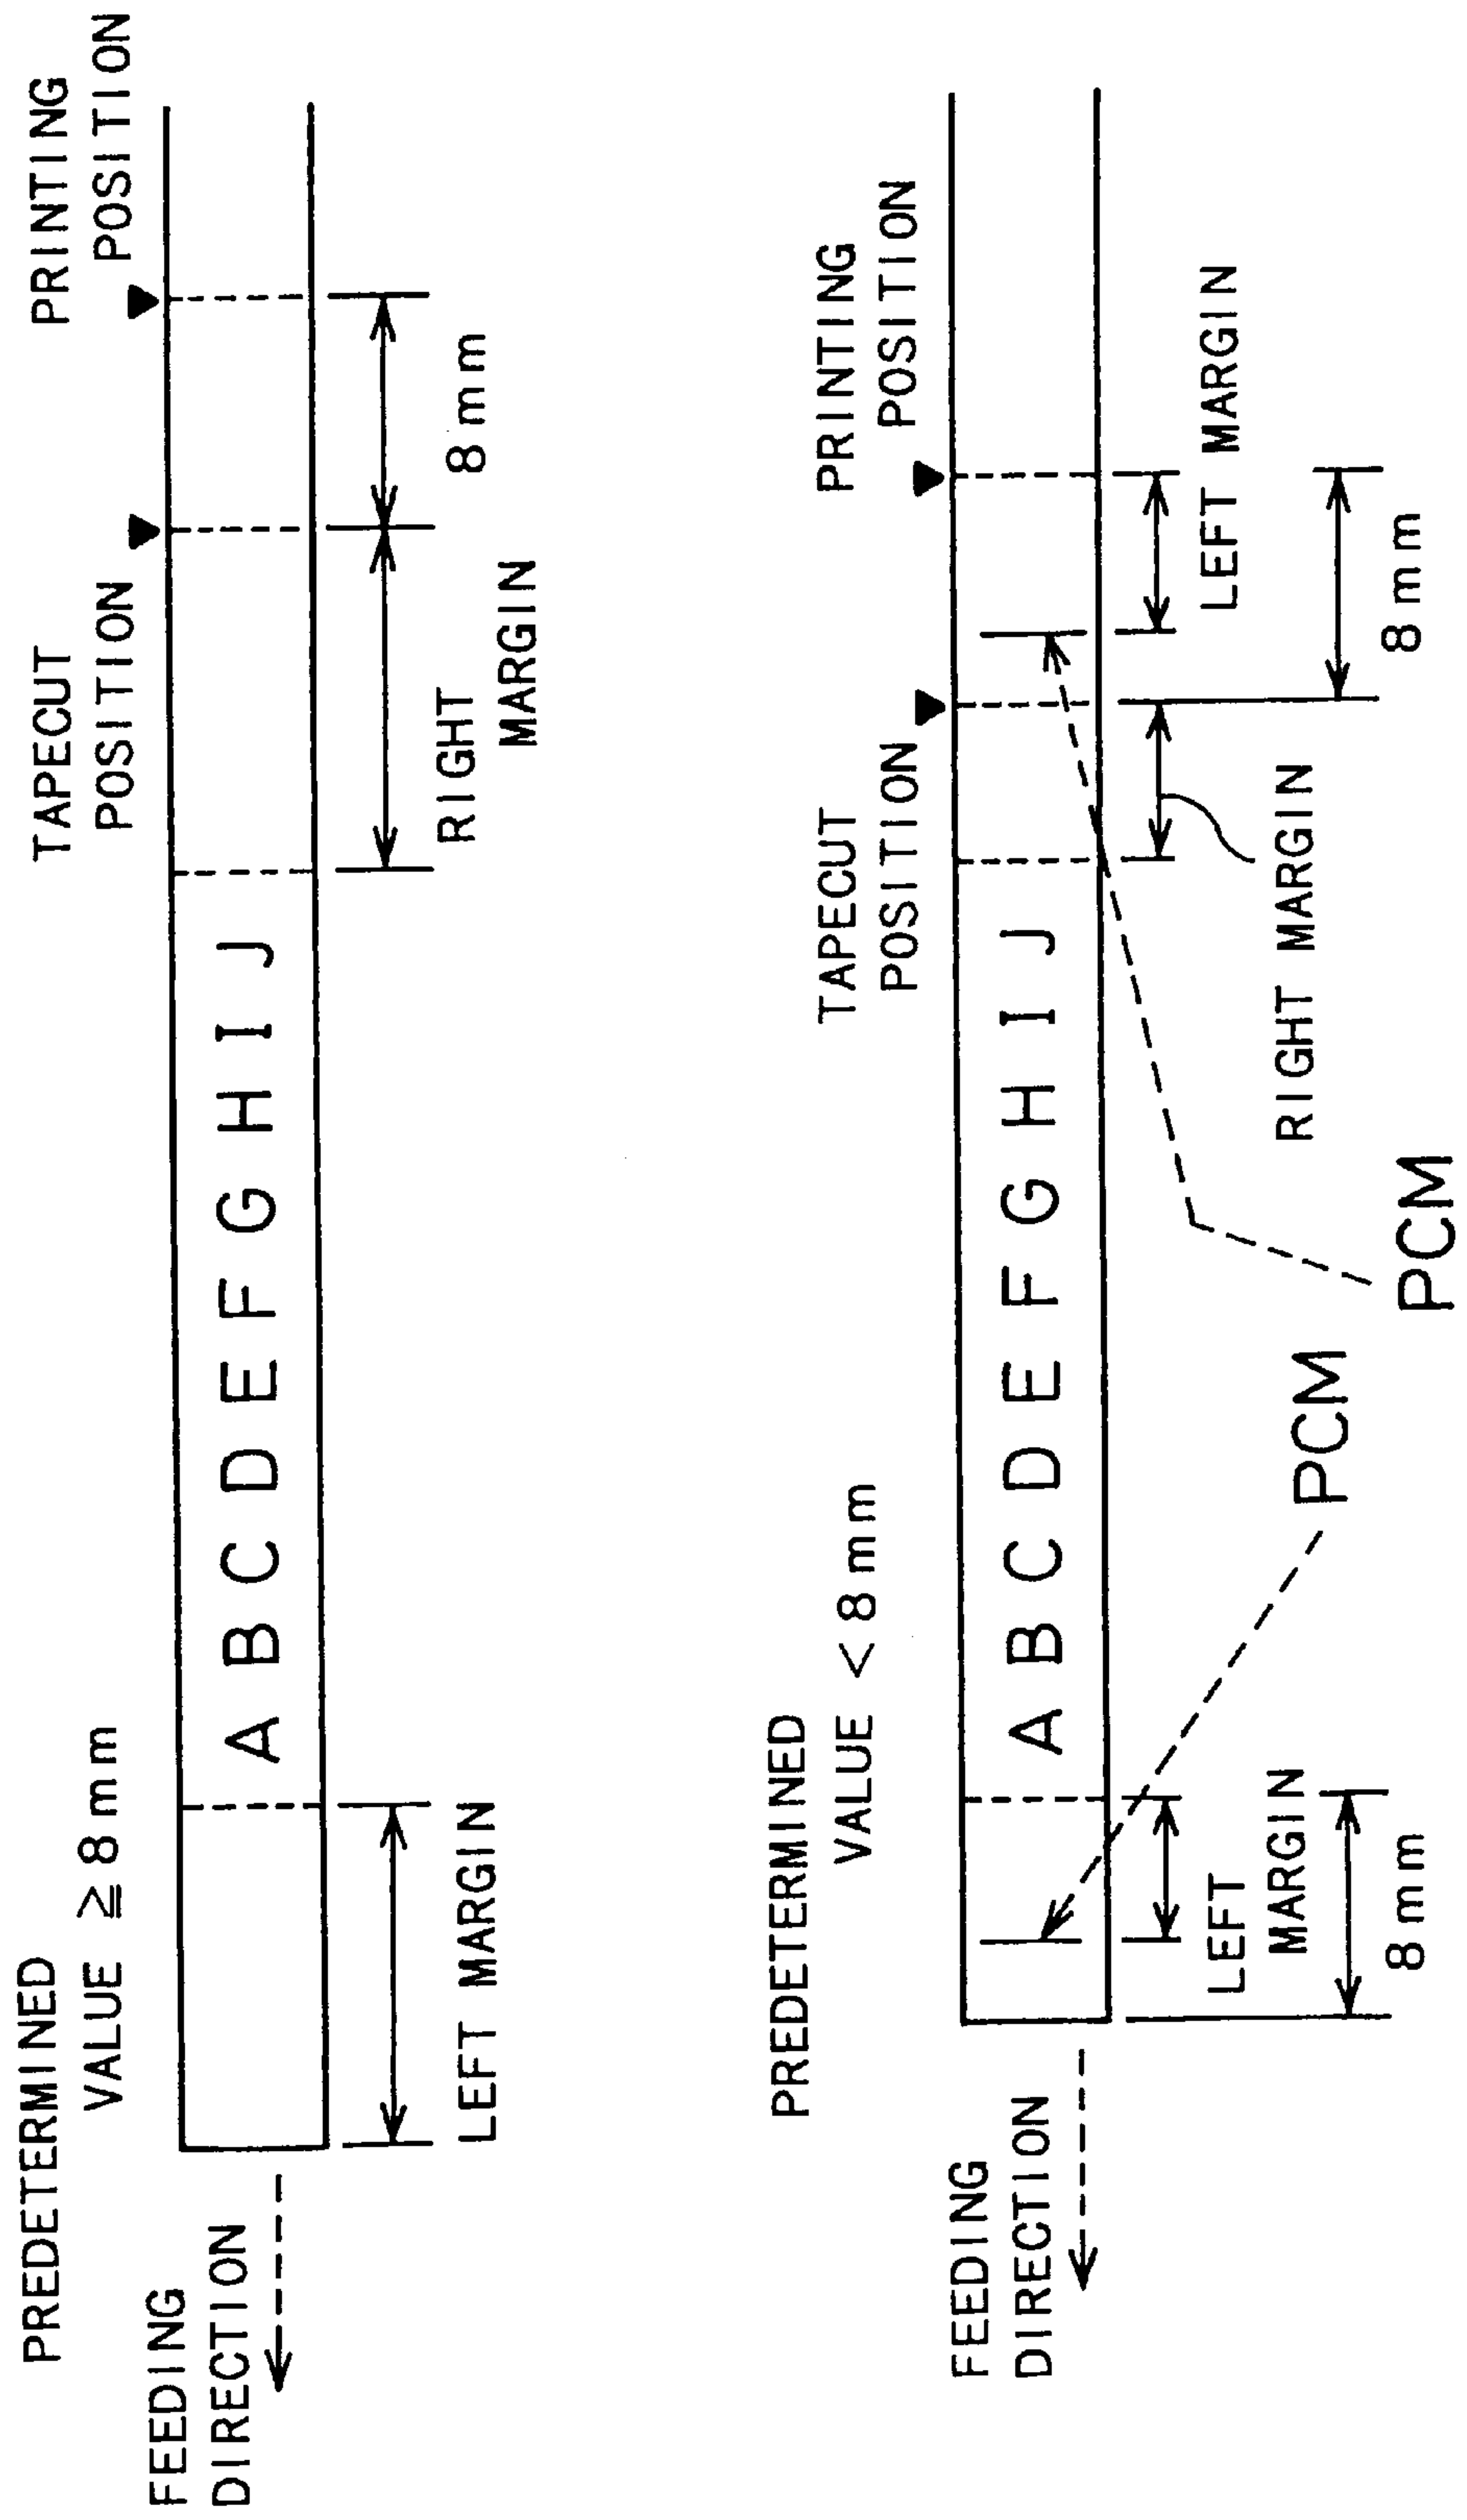 PREDETERMINED
VALUE ≧8mm
TAPECUT
POSITION
PRINTING
POSITION
FEEDING
DIRECTION
A B C D E F G H I J
LEFT MARGIN
RIGHT
MARGIN
8mm
PREDETERMINED
VALUE <8mm
TAPECUT
POSITION
PRINTING
POSITION
FEEDING
DIRECTION
A B C D E F G H I J
LEFT
MARGIN
8mm
PCM
PCM
RIGHT MARGIN
LEFT MARGIN
8mm